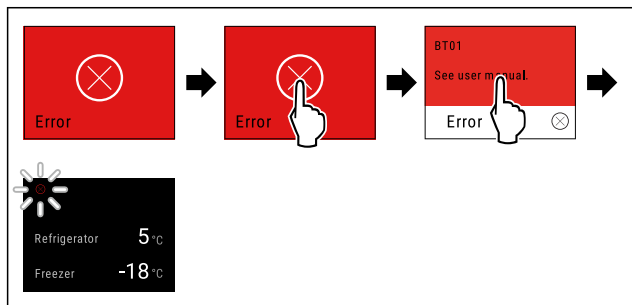 Error
Error
BT01
See user manual.
Error
Refrigerator 5 °C
Freezer -18 °C